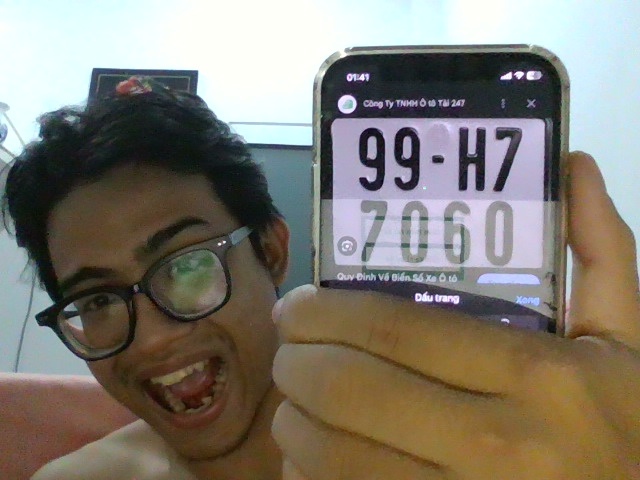 01:41
Công Ty TNHH Ô tô Tải 247
99-H7
7060
Quy Định Về Biển Số Xe Ô tô
Dấu trang
Xong